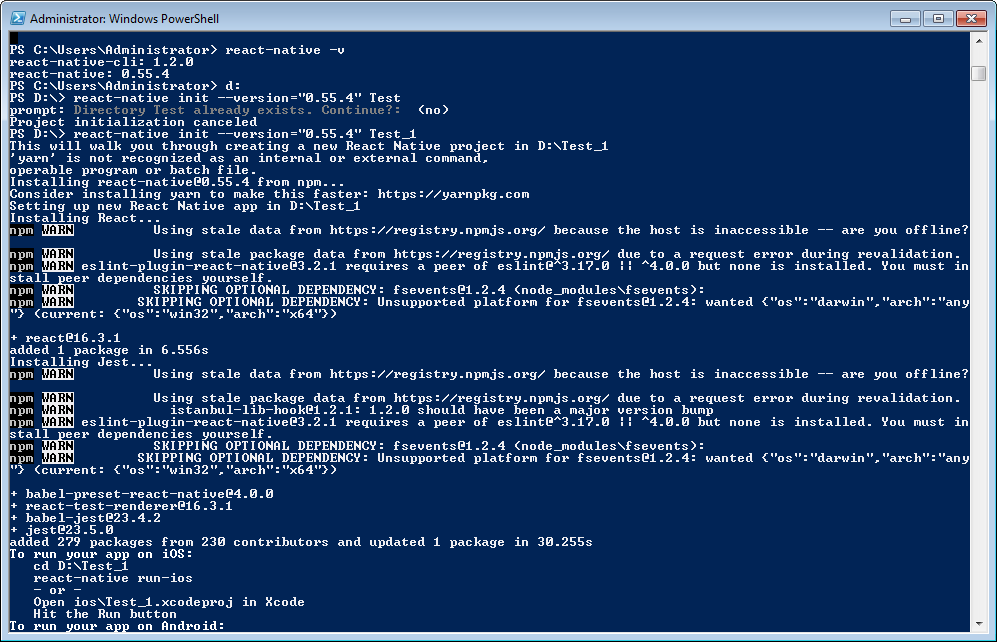 Administrator: Windows PowerShell
PS C:\Users\Administrator> react-native -v
react-native-cli: 1.2.0
react-native: 0.55.4
PS C:\Users\Administrator> d:
PS D:\> react-native init --version="0.55.4" Test
prompt: Directory Test already exists. Continue?:  (no)
Project initialization canceled
PS D:\> react-native init --version="0.55.4" Test_1
This will walk you through creating a new React Native project in D:\Test_1
'yarn' is not recognized as an internal or external command,
operable program or batch file.
Installing react-native@0.55.4 from npm...
Consider installing yarn to make this faster: https://yarnpkg.com
Setting up new React Native app in D:\Test_1
Installing React...
npm WARN          Using stale data from https://registry.npmjs.org/ because the host is inaccessible -- are you offline?
npm WARN          Using stale package data from https://registry.npmjs.org/ due to a request error during revalidation.
npm WARN eslint-plugin-react-native@3.2.1 requires a peer of eslint@^3.17.0 || ^4.0.0 but none is installed. You must in
stall peer dependencies yourself.
npm WARN          SKIPPING OPTIONAL DEPENDENCY: fsevents@1.2.4 (node_modules\fsevents):
npm WARN        SKIPPING OPTIONAL DEPENDENCY: Unsupported platform for fsevents@1.2.4: wanted {"os":"darwin","arch":"any
"} (current: {"os":"win32","arch":"x64"})
+ react@16.3.1
added 1 package in 6.556s
Installing Jest...
npm WARN          Using stale data from https://registry.npmjs.org/ because the host is inaccessible -- are you offline?
npm WARN          Using stale package data from https://registry.npmjs.org/ due to a request error during revalidation.
npm WARN            istanbul-lib-hook@1.2.1: 1.2.0 should have been a major version bump
npm WARN eslint-plugin-react-native@3.2.1 requires a peer of eslint@^3.17.0 || ^4.0.0 but none is installed. You must in
stall peer dependencies yourself.
npm WARN          SKIPPING OPTIONAL DEPENDENCY: fsevents@1.2.4 (node_modules\fsevents):
npm WARN        SKIPPING OPTIONAL DEPENDENCY: Unsupported platform for fsevents@1.2.4: wanted {"os":"darwin","arch":"any
"} (current: {"os":"win32","arch":"x64"})
+ babel-preset-react-native@4.0.0
+ react-test-renderer@16.3.1
+ babel-jest@23.4.2
+ jest@23.5.0
added 279 packages from 230 contributors and updated 1 package in 30.255s
To run your app on iOS:
   cd D:\Test_1
   react-native run-ios
   - or -
   Open ios\Test_1.xcodeproj in Xcode
   Hit the Run button
To run your app on Android: